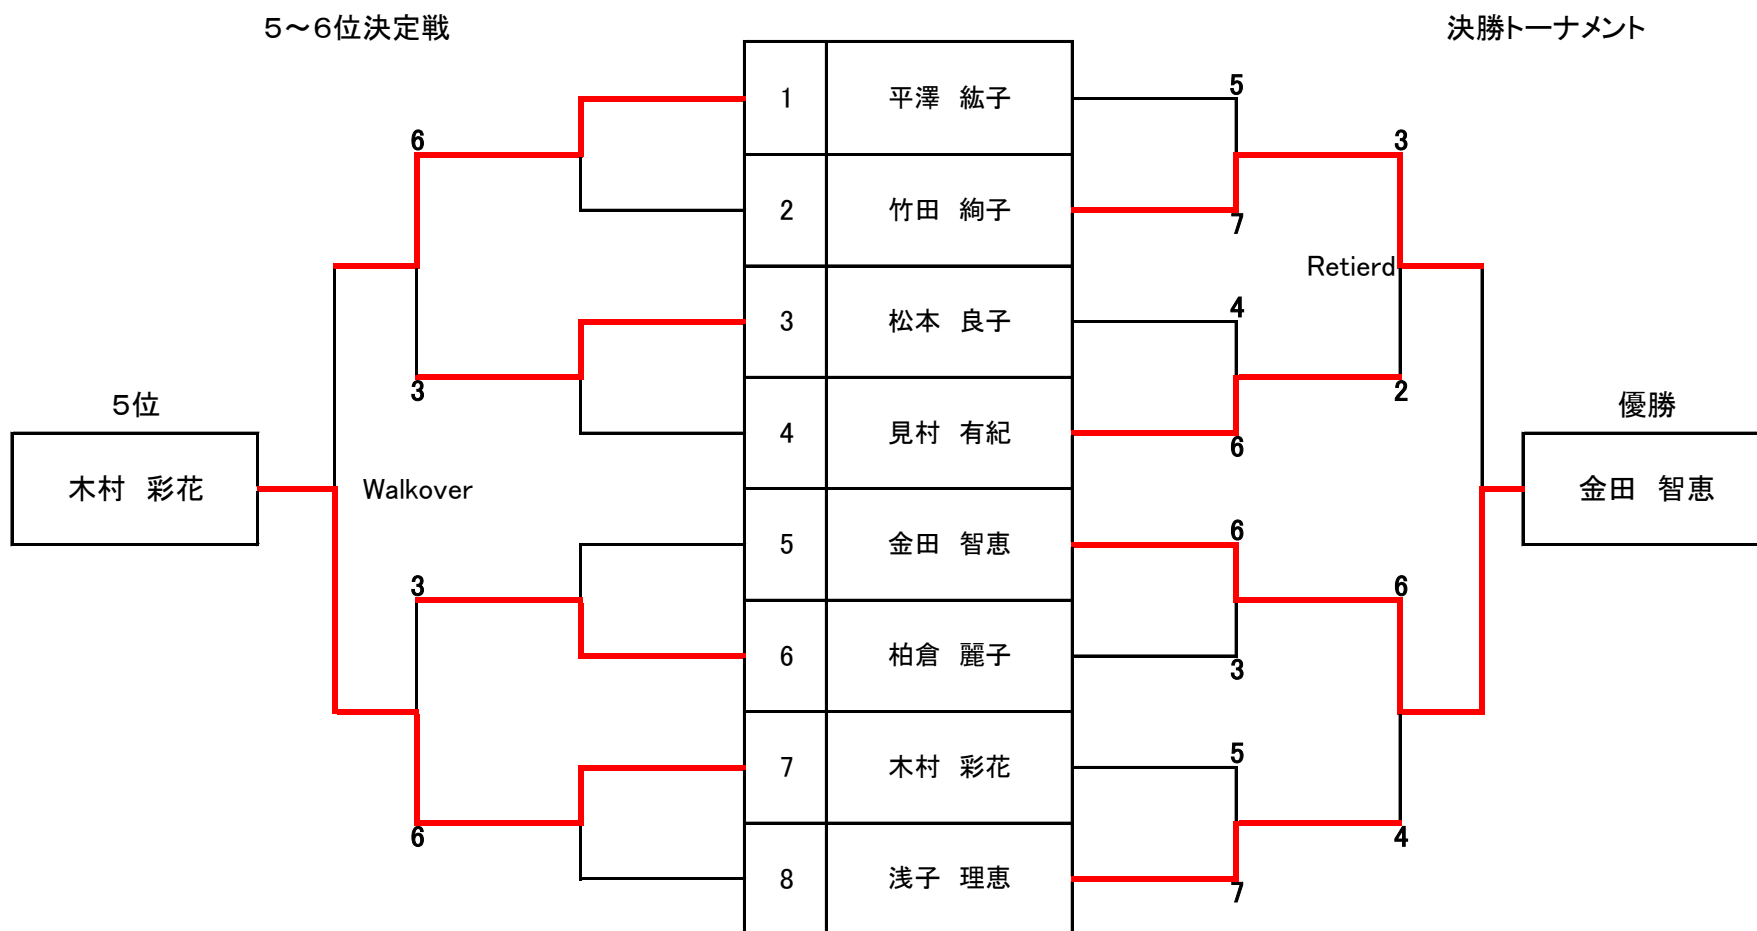 5～6位決定戦
決勝トーナメント
1 平澤 紘子 5
6 3
2 竹田 絢子 7
Retierd
3 松本 良子 4
3 2
5位 優勝
4 見村 有紀 6
木村 彩花 Walkover 金田 智恵
5 金田 智恵 6
3 6
6 柏倉 麗子 3
7 木村 彩花 5
6 4
8 浅子 理恵 7